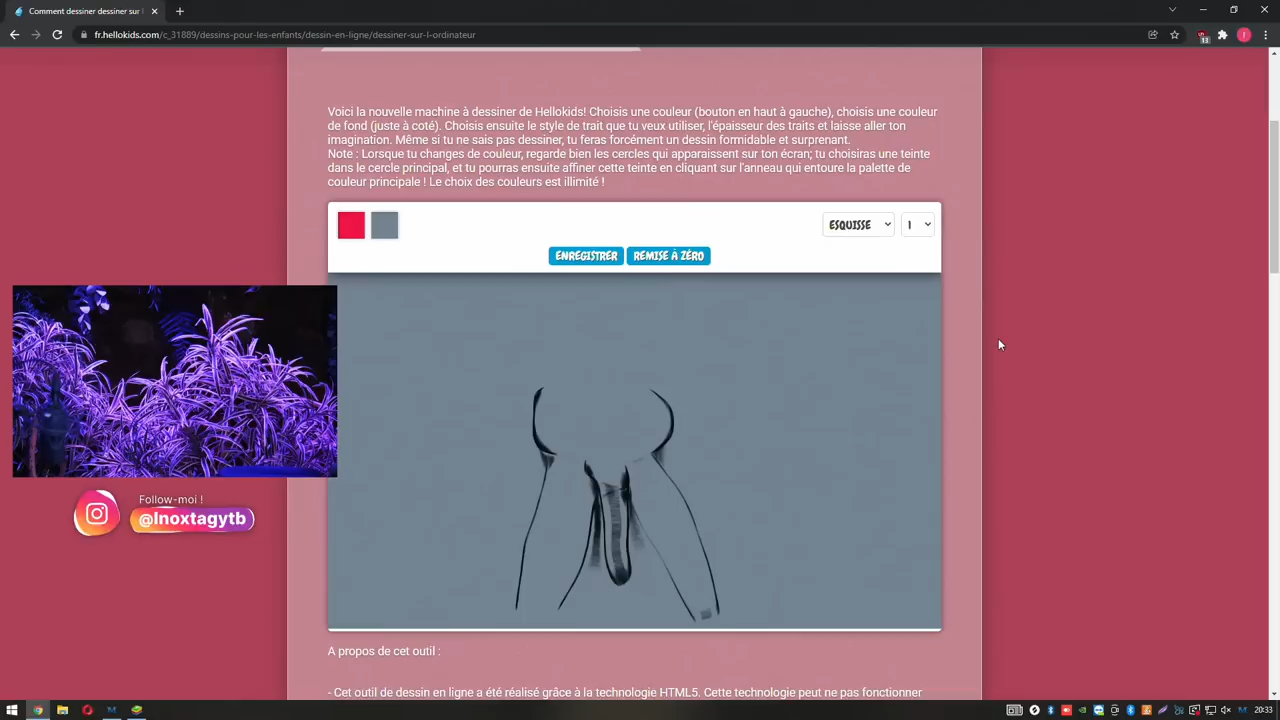 Comment dessiner dessiner sur l
fr.hellokids.com/c_31889/dessins-pour-les-enfants/dessin-en-ligne/dessiner-sur-l-ordinateur
13
Voici la nouvelle machine à dessiner de Hellokids! Choisis une couleur (bouton en haut à gauche), choisis une couleur
de fond (juste à coté). Choisis ensuite le style de trait que tu veux utiliser, l'épaisseur des traits et laisse aller ton
imagination. Même si tu ne sais pas dessiner, tu feras forcément un dessin formidable et surprenant.
Note : Lorsque tu changes de couleur, regarde bien les cercles qui apparaissent sur ton écran; tu choisiras une teinte
dans le cercle principal, et tu pourras ensuite affiner cette teinte en cliquant sur l'anneau qui entoure la palette de
couleur principale ! Le choix des couleurs est illimité !
ESQUISSE 1
ENREGISTRER REMISE À ZÉRO
Follow-moi !
@Inoxtagytb
A propos de cet outil :
- Cet outil de dessin en ligne a été réalisé grâce à la technologie HTML5. Cette technologie peut ne pas fonctionner
20:33